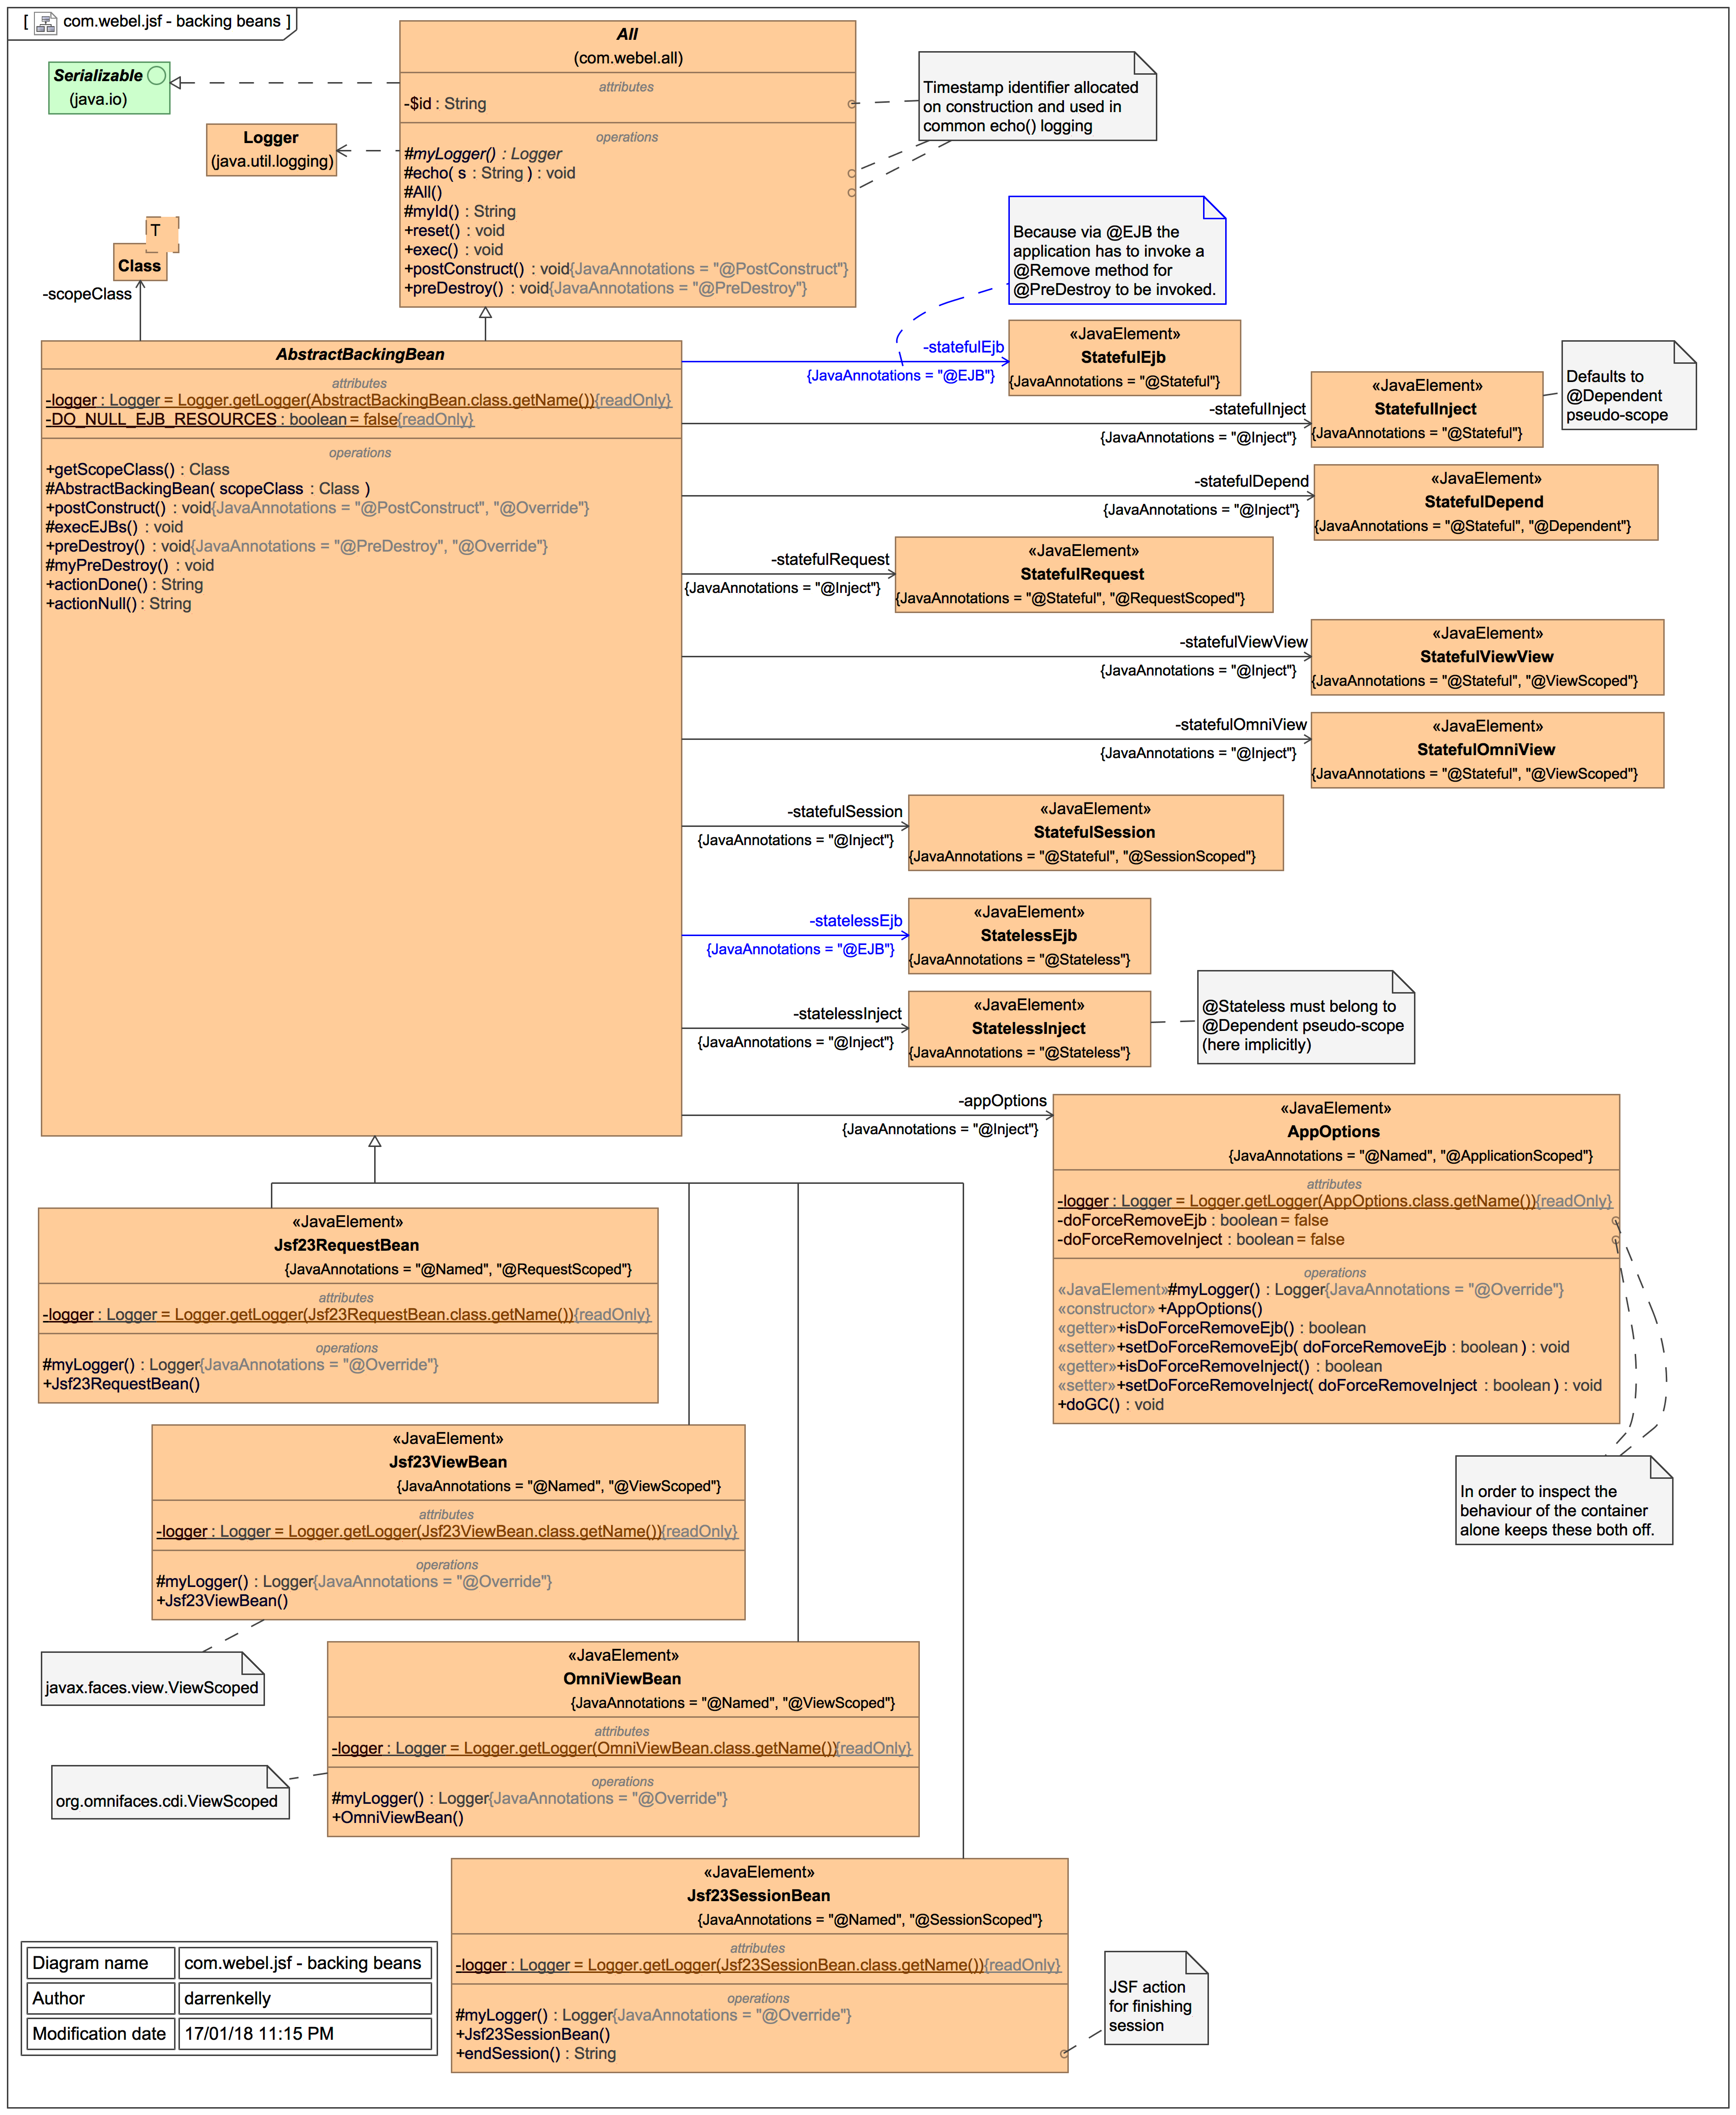 [ com.webel.jsf - backing beans ]
All
(com.webel.all)
attributes
-$id : String
operations
#myLogger() : Logger
#echo( s : String ) : void
#All()
#myId() : String
+reset() : void
+exec() : void
+postConstruct() : void{JavaAnnotations = "@PostConstruct"}
+preDestroy() : void{JavaAnnotations = "@PreDestroy"}
Serializable
(java.io)
Logger
(java.util.logging)
Timestamp identifier allocated
on construction and used in
common echo() logging
T
Class
-scopeClass
Because via @EJB the
application has to invoke a
@Remove method for
@PreDestroy to be invoked.
AbstractBackingBean
attributes
-logger : Logger = Logger.getLogger(AbstractBackingBean.class.getName()){readOnly}
-DO_NULL_EJB_RESOURCES : boolean = false{readOnly}
operations
+getScopeClass() : Class
#AbstractBackingBean( scopeClass : Class )
+postConstruct() : void{JavaAnnotations = "@PostConstruct", "@Override"}
#execEJBs() : void
+preDestroy() : void{JavaAnnotations = "@PreDestroy", "@Override"}
#myPreDestroy() : void
+actionDone() : String
+actionNull() : String
-statefulEjb
{JavaAnnotations = "@EJB"}
«JavaElement»
StatefulEjb
{JavaAnnotations = "@Stateful"}
-statefulInject
{JavaAnnotations = "@Inject"}
«JavaElement»
StatefulInject
{JavaAnnotations = "@Stateful"}
Defaults to
@Dependent
pseudo-scope
-statefulDepend
{JavaAnnotations = "@Inject"}
«JavaElement»
StatefulDepend
{JavaAnnotations = "@Stateful", "@Dependent"}
-statefulRequest
{JavaAnnotations = "@Inject"}
«JavaElement»
StatefulRequest
{JavaAnnotations = "@Stateful", "@RequestScoped"}
-statefulViewView
{JavaAnnotations = "@Inject"}
«JavaElement»
StatefulViewView
{JavaAnnotations = "@Stateful", "@ViewScoped"}
-statefulOmniView
{JavaAnnotations = "@Inject"}
«JavaElement»
StatefulOmniView
{JavaAnnotations = "@Stateful", "@ViewScoped"}
-statefulSession
{JavaAnnotations = "@Inject"}
«JavaElement»
StatefulSession
{JavaAnnotations = "@Stateful", "@SessionScoped"}
-statelessEjb
{JavaAnnotations = "@EJB"}
«JavaElement»
StatelessEjb
{JavaAnnotations = "@Stateless"}
-statelessInject
{JavaAnnotations = "@Inject"}
«JavaElement»
StatelessInject
{JavaAnnotations = "@Stateless"}
@Stateless must belong to
@Dependent pseudo-scope
(here implicitly)
-appOptions
{JavaAnnotations = "@Inject"}
«JavaElement»
AppOptions
{JavaAnnotations = "@Named", "@ApplicationScoped"}
attributes
-logger : Logger = Logger.getLogger(AppOptions.class.getName()){readOnly}
-doForceRemoveEjb : boolean = false
-doForceRemoveInject : boolean = false
operations
«JavaElement»#myLogger() : Logger{JavaAnnotations = "@Override"}
«constructor» +AppOptions()
«getter»+isDoForceRemoveEjb() : boolean
«setter»+setDoForceRemoveEjb( doForceRemoveEjb : boolean ) : void
«getter»+isDoForceRemoveInject() : boolean
«setter»+setDoForceRemoveInject( doForceRemoveInject : boolean ) : void
+doGC() : void
In order to inspect the
behaviour of the container
alone keeps these both off.
«JavaElement»
Jsf23RequestBean
{JavaAnnotations = "@Named", "@RequestScoped"}
attributes
-logger : Logger = Logger.getLogger(Jsf23RequestBean.class.getName()){readOnly}
operations
#myLogger() : Logger{JavaAnnotations = "@Override"}
+Jsf23RequestBean()
«JavaElement»
Jsf23ViewBean
{JavaAnnotations = "@Named", "@ViewScoped"}
attributes
-logger : Logger = Logger.getLogger(Jsf23ViewBean.class.getName()){readOnly}
operations
#myLogger() : Logger{JavaAnnotations = "@Override"}
+Jsf23ViewBean()
javax.faces.view.ViewScoped
«JavaElement»
OmniViewBean
{JavaAnnotations = "@Named", "@ViewScoped"}
attributes
-logger : Logger = Logger.getLogger(OmniViewBean.class.getName()){readOnly}
operations
#myLogger() : Logger{JavaAnnotations = "@Override"}
+OmniViewBean()
org.omnifaces.cdi.ViewScoped
«JavaElement»
Jsf23SessionBean
{JavaAnnotations = "@Named", "@SessionScoped"}
attributes
-logger : Logger = Logger.getLogger(Jsf23SessionBean.class.getName()){readOnly}
operations
#myLogger() : Logger{JavaAnnotations = "@Override"}
+Jsf23SessionBean()
+endSession() : String
JSF action
for finishing
session
Diagram name com.webel.jsf - backing beans
Author darrenkelly
Modification date 17/01/18 11:15 PM